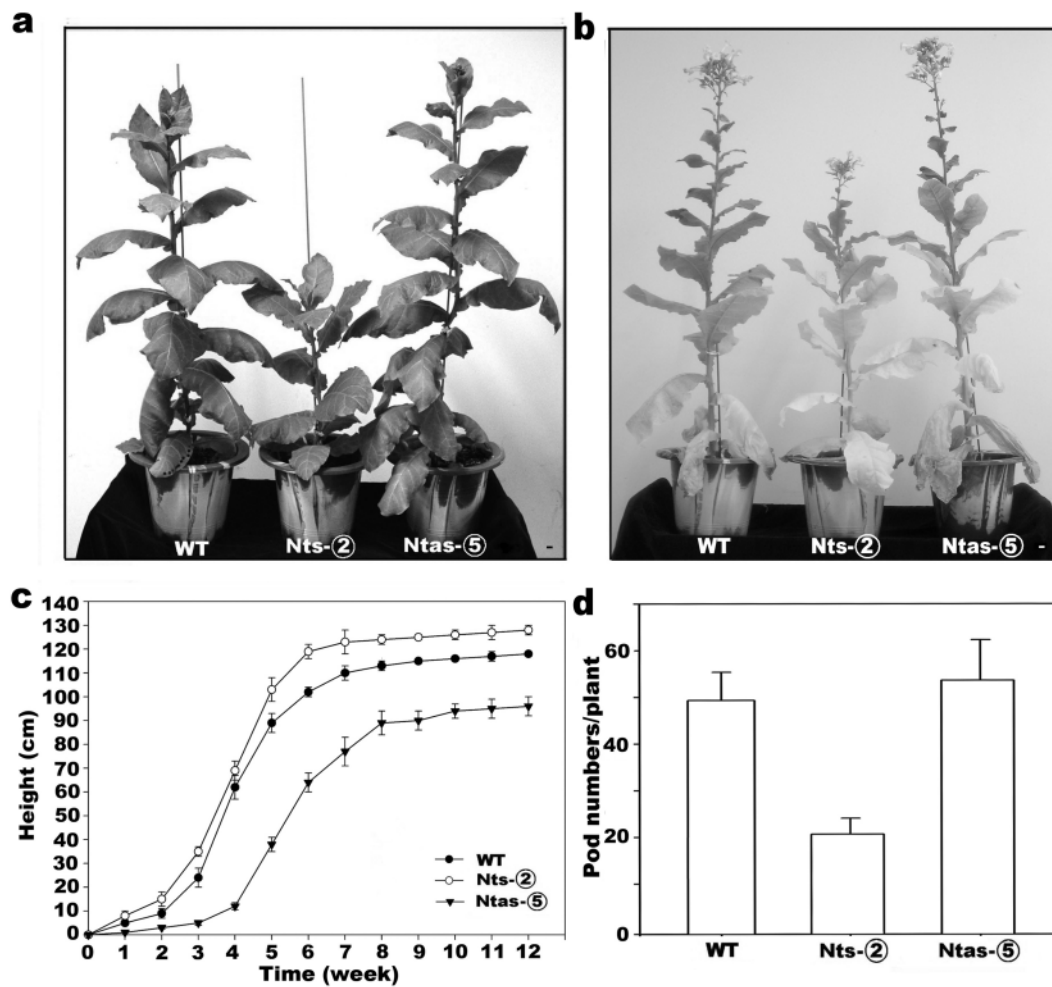 a
WT Nts-② Ntas-⑤
b
WT Nts-② Ntas-⑤
c
Height (cm)
140
130
120
110
100
90
80
70
60
50
40
30
20
10
0
0 1 2 3 4 5 6 7 8 9 10 11 12
Time (week)
WT
Nts-②
Ntas-⑤
d
Pod numbers/plant
60
40
20
0
WT Nts-② Ntas-⑤